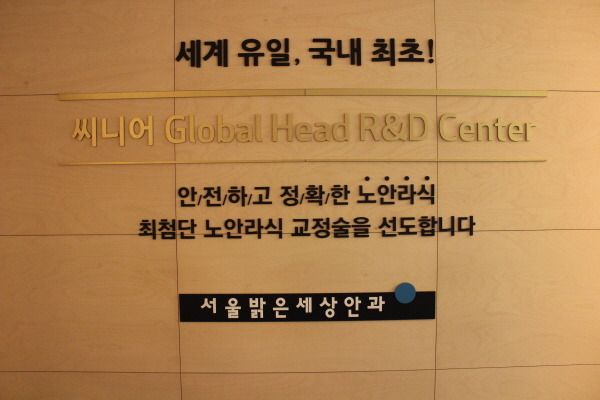 세계 유일, 국내 최초!
씨니어 Global Head R&D Center
안/전/하/고 정/확/한 노안라식
최첨단 노안라식 교정술을 선도합니다
서울밝은세상안과